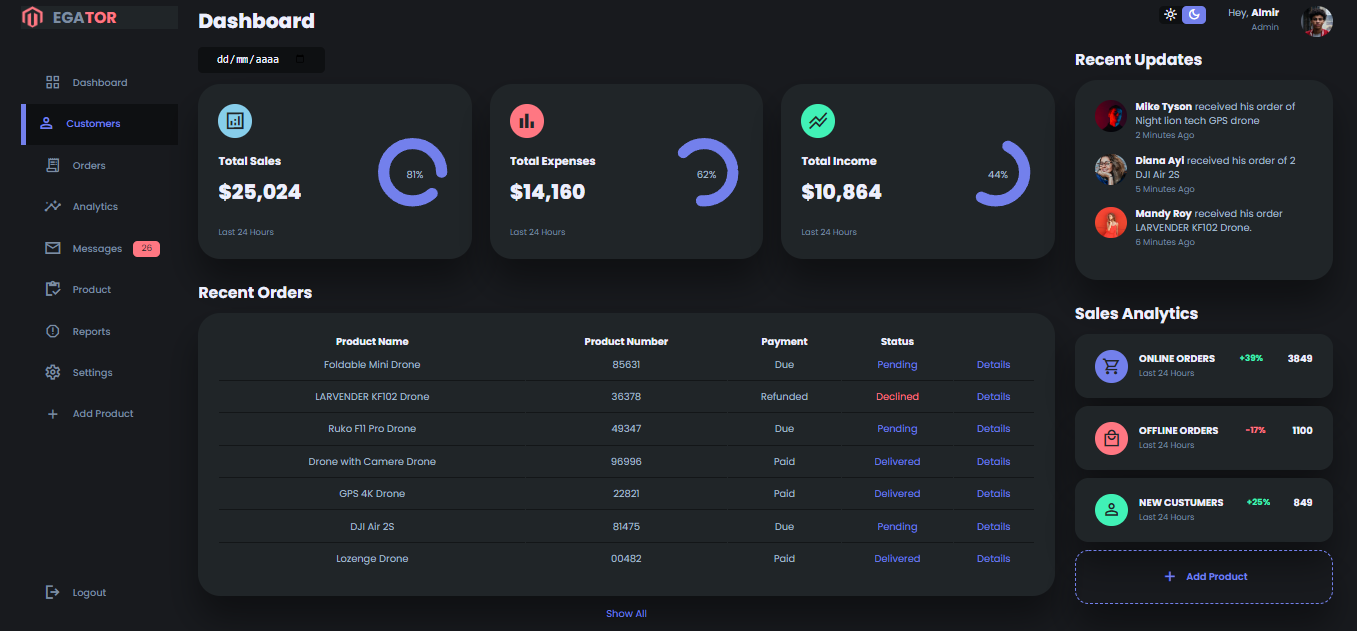 EGATOR
Dashboard
Customers
Orders
Analytics
Messages 26
Product
Reports
Settings
Add Product
Logout
Dashboard
dd/mm/aaaa
Total Sales
$25,024
81%
Last 24 Hours
Total Expenses
$14,160
62%
Last 24 Hours
Total Income
$10,864
44%
Last 24 Hours
Recent Orders
Product Name Product Number Payment Status
Foldable Mini Drone 85631 Due Pending Details
LARVENDER KF102 Drone 36378 Refunded Declined Details
Ruko F11 Pro Drone 49347 Due Pending Details
Drone with Camere Drone 96996 Paid Delivered Details
GPS 4K Drone 22821 Paid Delivered Details
DJI Air 2S 81475 Due Pending Details
Lozenge Drone 00482 Paid Delivered Details
Show All
Hey, Almir
Admin
Recent Updates
Mike Tyson received his order of
Night lion tech GPS drone
2 Minutes Ago
Diana Ayl received his order of 2
DJI Air 2S
5 Minutes Ago
Mandy Roy received his order
LARVENDER KF102 Drone.
6 Minutes Ago
Sales Analytics
ONLINE ORDERS +39% 3849
Last 24 Hours
OFFLINE ORDERS -17% 1100
Last 24 Hours
NEW CUSTUMERS +25% 849
Last 24 Hours
Add Product